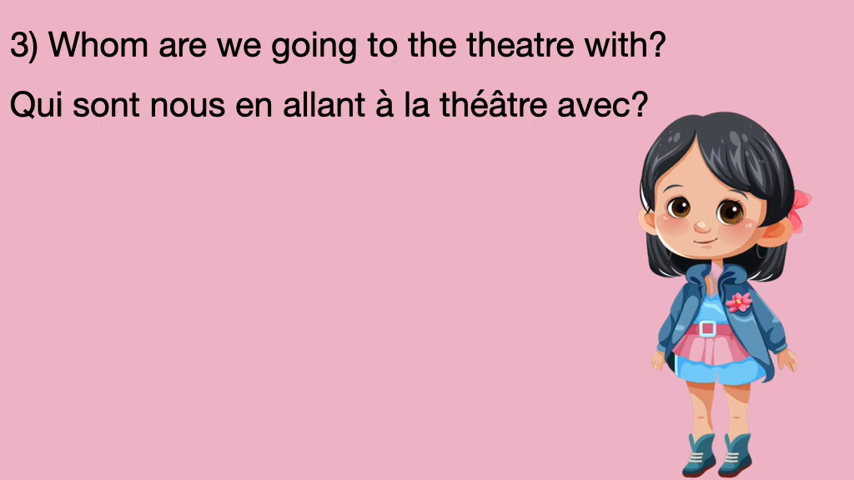 3) Whom are we going to the theatre with?
Qui sont nous en allant à la théâtre avec?